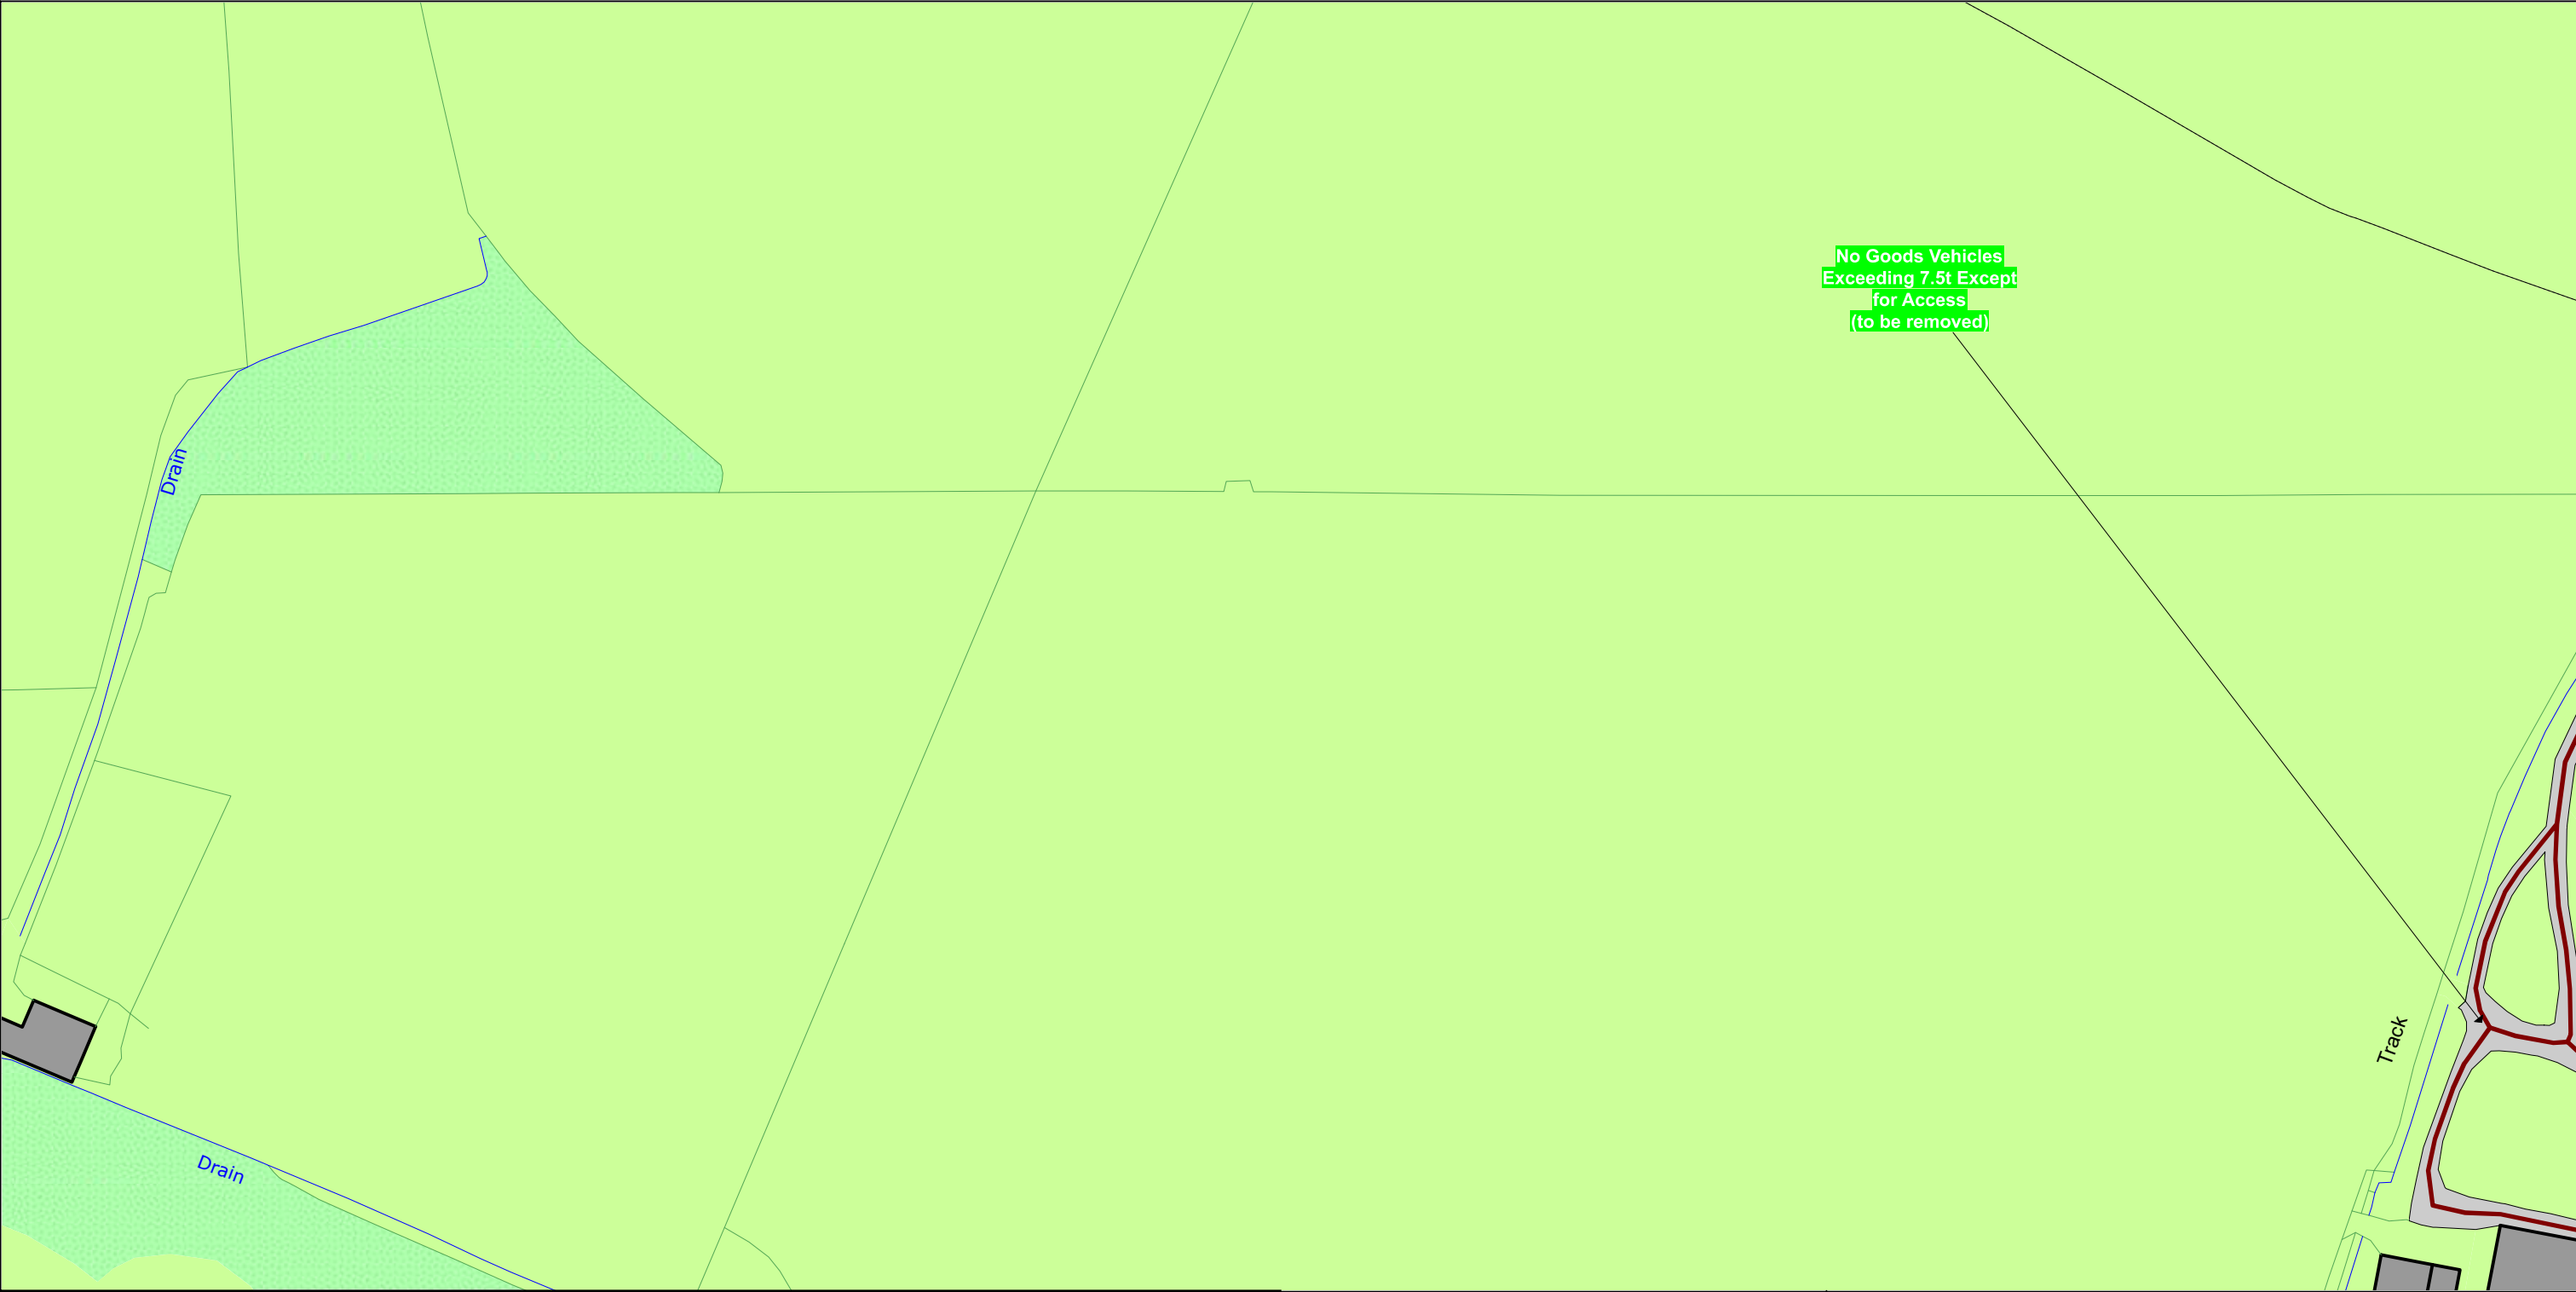 No Goods Vehicles
Exceeding 7.5t Except
for Access
(to be removed)
Drain
Track
Drain